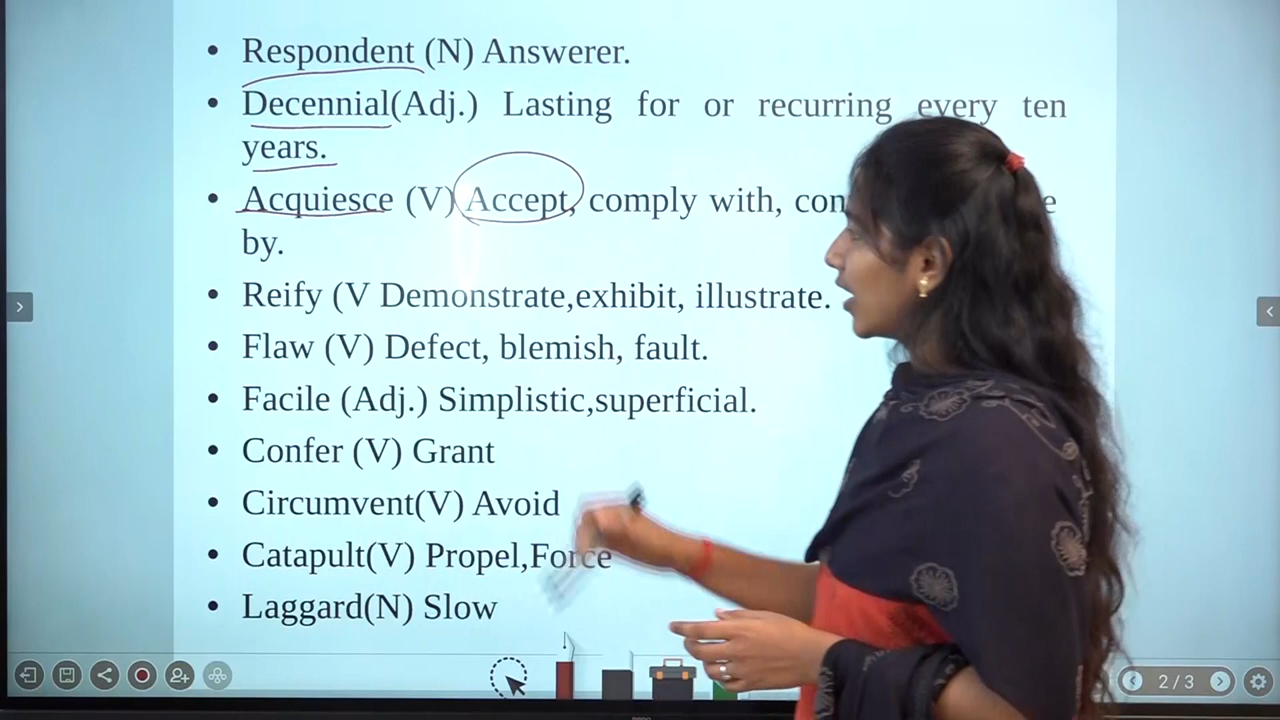 • Respondent (N) Answerer.
• Decennial(Adj.) Lasting for or recurring every ten
years.
• Acquiesce (V) Accept, comply with, con e
by.
• Reify (V Demonstrate,exhibit, illustrate.
• Flaw (V) Defect, blemish, fault.
• Facile (Adj.) Simplistic,superficial.
• Confer (V) Grant
• Circumvent(V) Avoid
• Catapult(V) Propel,Force
• Laggard(N) Slow
2 / 3